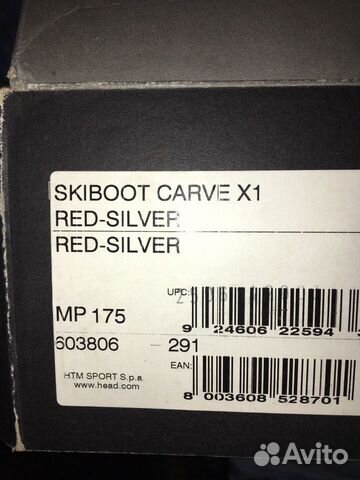 SKIBOOT CARVE X1
RED-SILVER
RED-SILVER
UPC:
MP 175
9 24606 22594
603806 - 291
EAN:
HTM SPORT S.p.a.
www.head.com
8 003608 528701
Avito